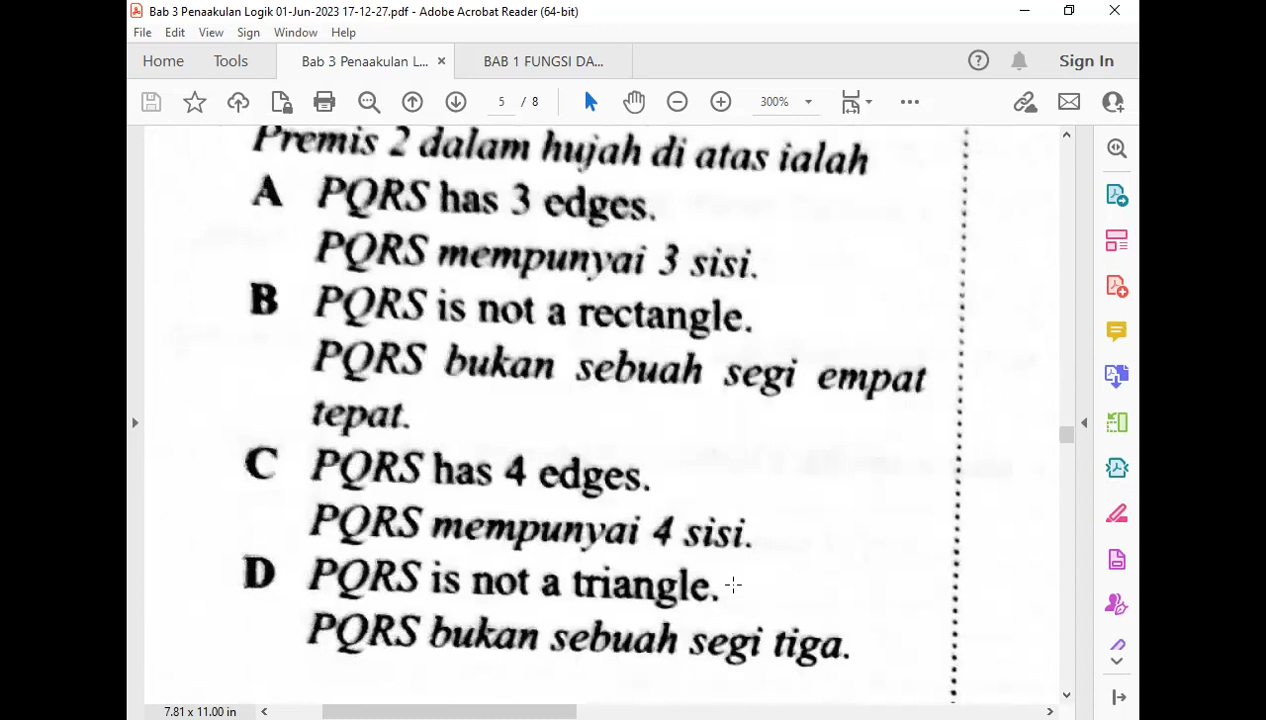 Bab 3 Penaakulan Logik 01-Jun-2023 17-12-27.pdf - Adobe Acrobat Reader (64-bit)
File Edit View Sign Window Help
Home Tools Bab 3 Penaakulan L... × BAB 1 FUNGSI DA... Sign In
5 / 8 300%
Premis 2 dalam hujah di atas ialah
A PQRS has 3 edges.
PQRS mempunyai 3 sisi.
B PQRS is not a rectangle.
PQRS bukan sebuah segi empat
tepat.
C PQRS has 4 edges.
PQRS mempunyai 4 sisi.
D PQRS is not a triangle.
PQRS bukan sebuah segi tiga.
7.81 x 11.00 in